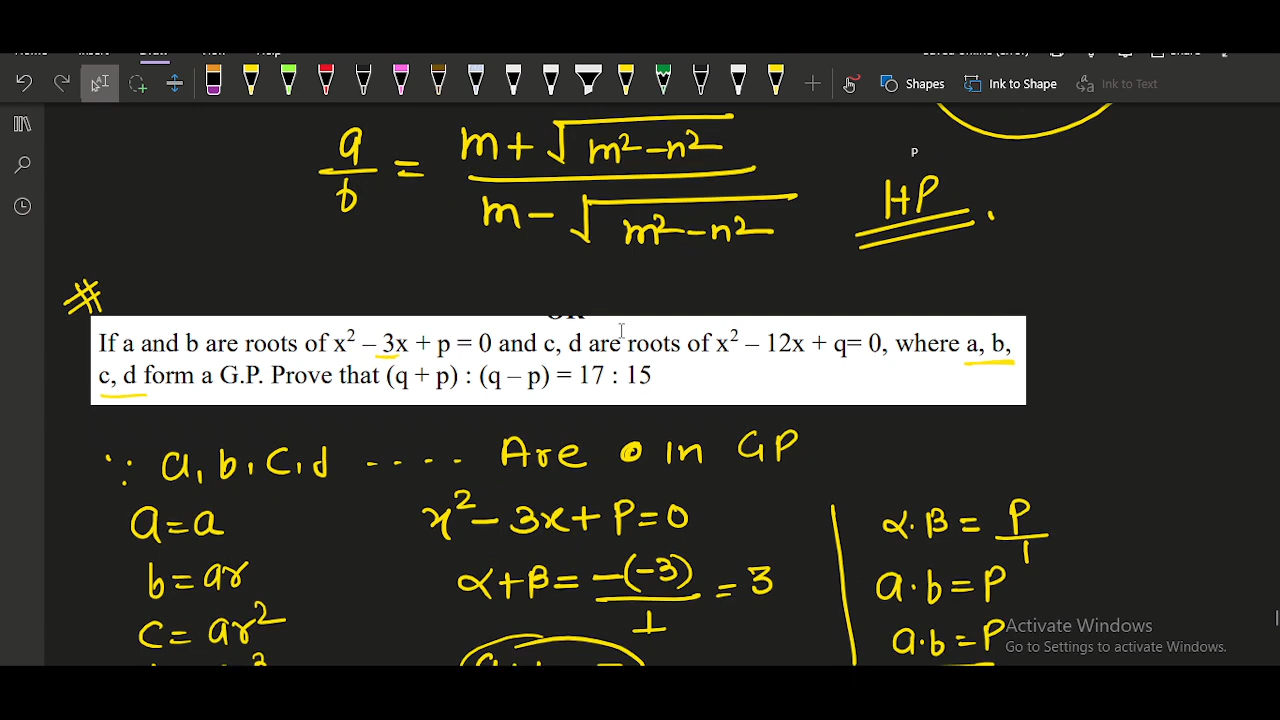 Shapes Ink to Shape Ink to Text
a/b = m + √(m² – n²) / m – √(m² – n²)
P
HP
#
If a and b are roots of x² – 3x + p = 0 and c, d are roots of x² – 12x + q= 0, where a, b,
c, d form a G.P. Prove that (q + p) : (q – p) = 17 : 15
∵ a, b, c, d .... Are in GP
a = a x² – 3x + P = 0 α·β = P/1
b = ar α + β = –(–3)/1 = 3 a·b = P
c = ar² a·b = P
Activate Windows
Go to Settings to activate Windows.